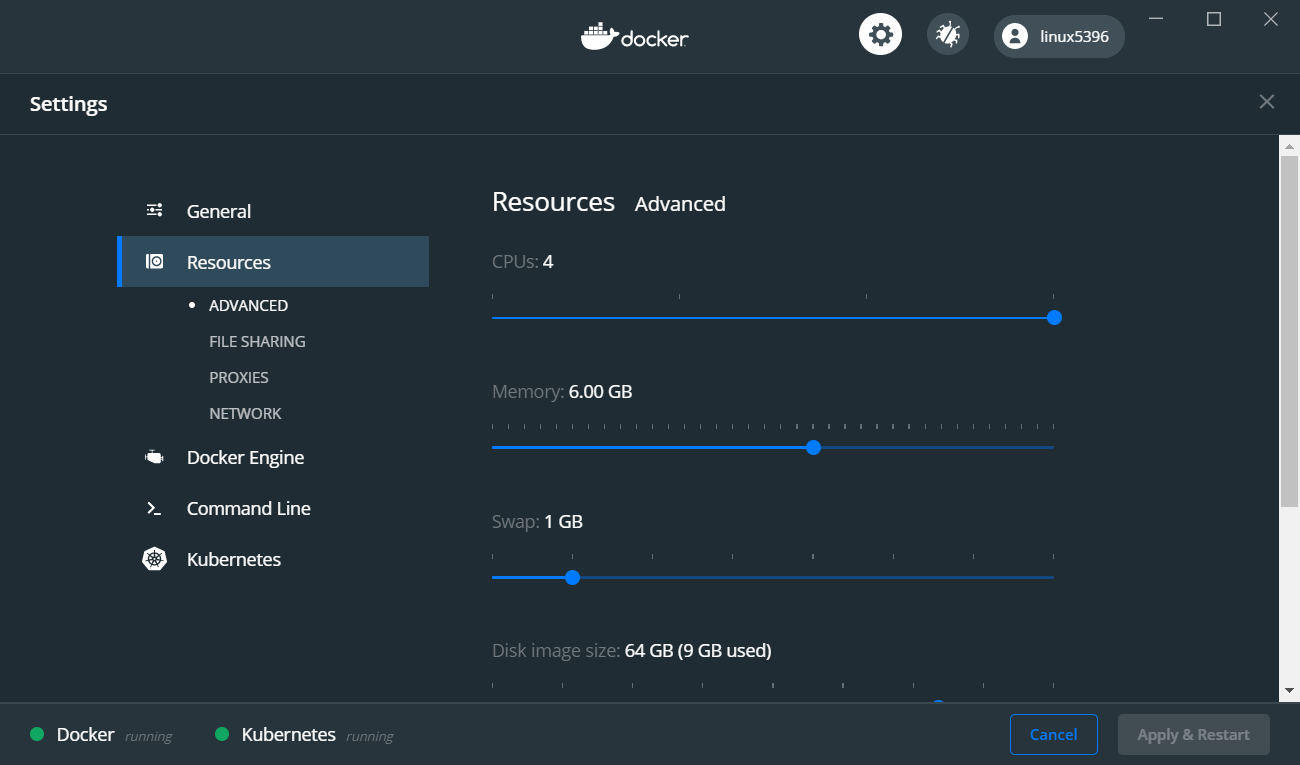 docker
linux5396
Settings
General
Resources
ADVANCED
FILE SHARING
PROXIES
NETWORK
Docker Engine
Command Line
Kubernetes
Resources Advanced
CPUs: 4
Memory: 6.00 GB
Swap: 1 GB
Disk image size: 64 GB (9 GB used)
Docker running Kubernetes running
Cancel Apply & Restart